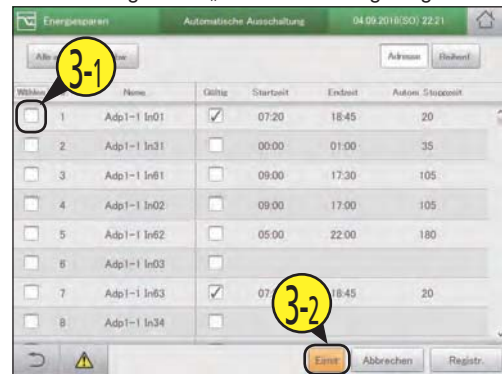 Energiesparen Automatische Ausschaltung 04.09.2016(SO) 22:21
Adressen Reihenf.
Wählen Name Gültig Startzeit Endzeit Autom. Stoppzeit
3-1
1 Adp1-1 In01 07:20 18:45 20
2 Adp1-1 In31 00:00 01:00 35
3 Adp1-1 In61 09:00 17:30 105
4 Adp1-1 In02 09:00 17:00 105
5 Adp1-1 In62 05:00 22:00 180
6 Adp1-1 In03
7 Adp1-1 In63 07: 18:45 20
3-2
8 Adp1-1 In34
Einst. Abbrechen Registr.